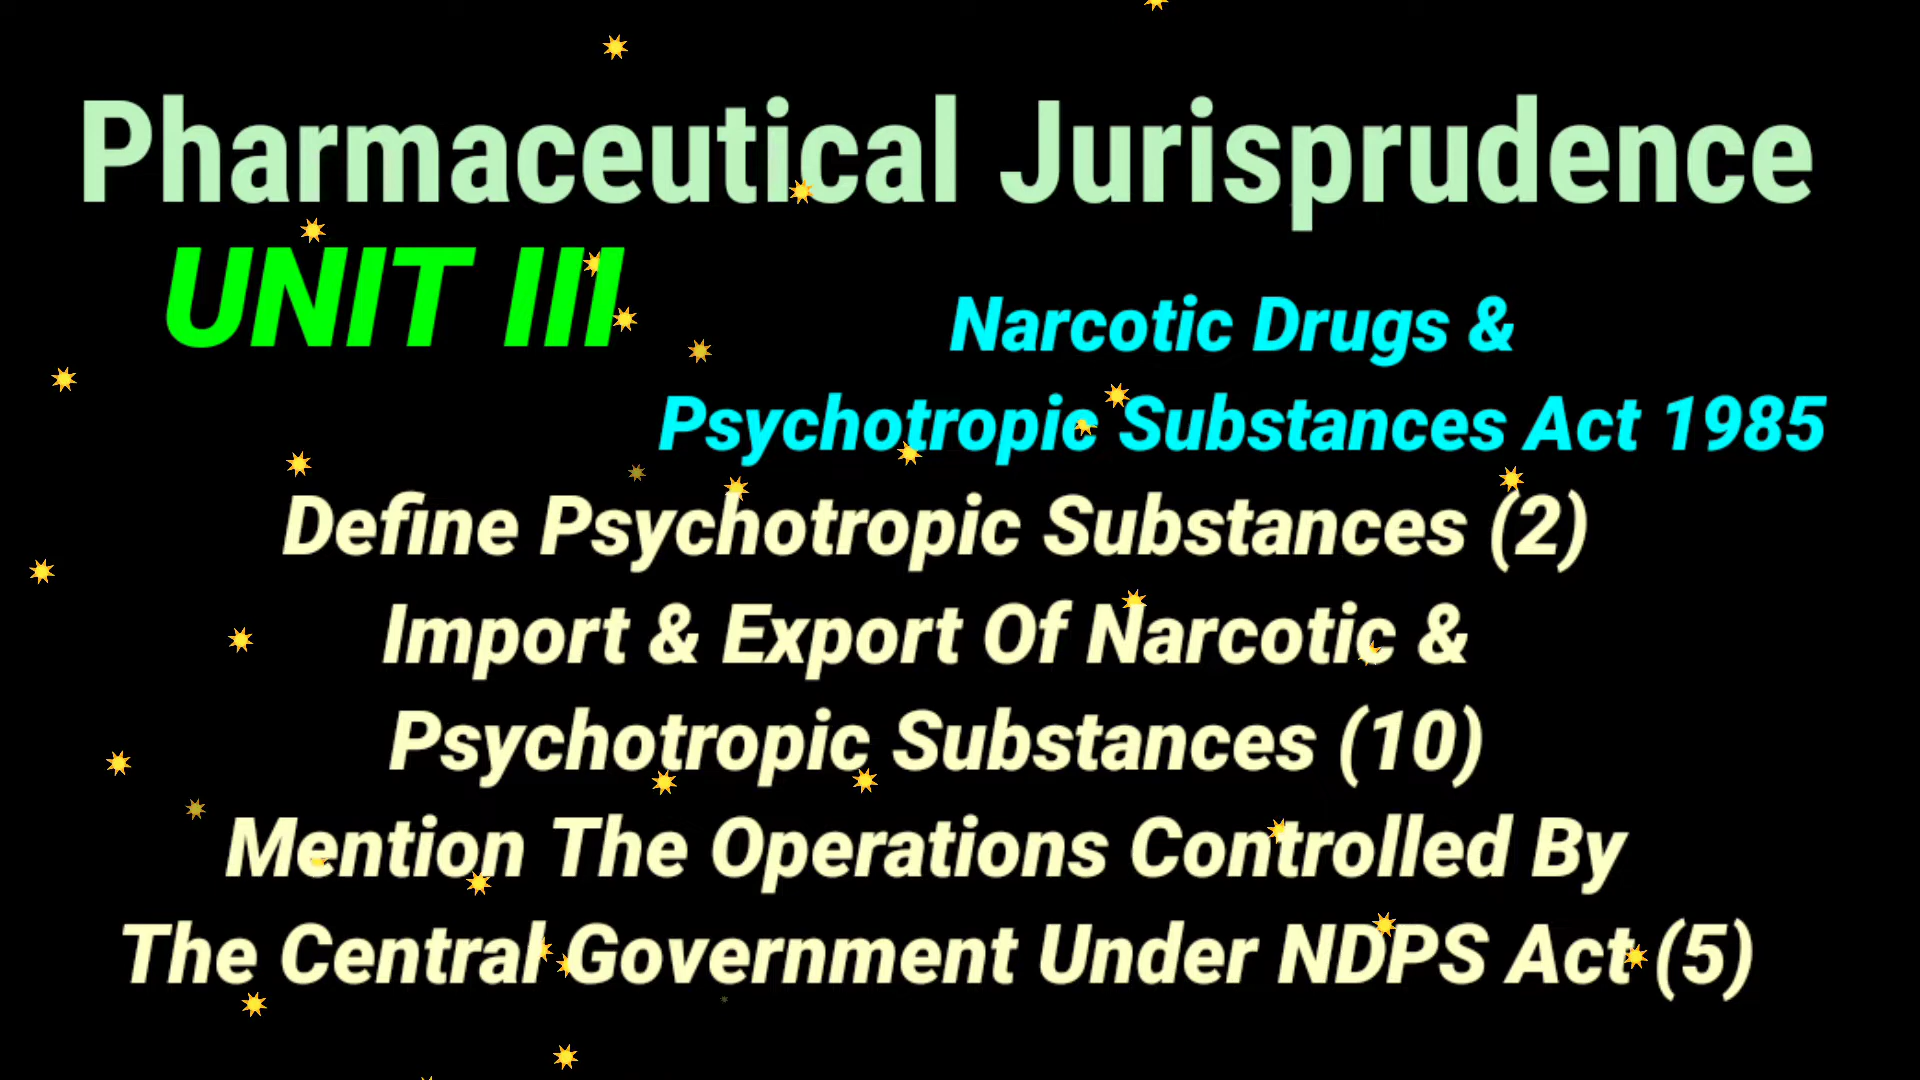 Pharmaceutical Jurisprudence
UNIT III
Narcotic Drugs &
Psychotropic Substances Act 1985
Define Psychotropic Substances (2)
Import & Export Of Narcotic &
Psychotropic Substances (10)
Mention The Operations Controlled By
The Central Government Under NDPS Act (5)